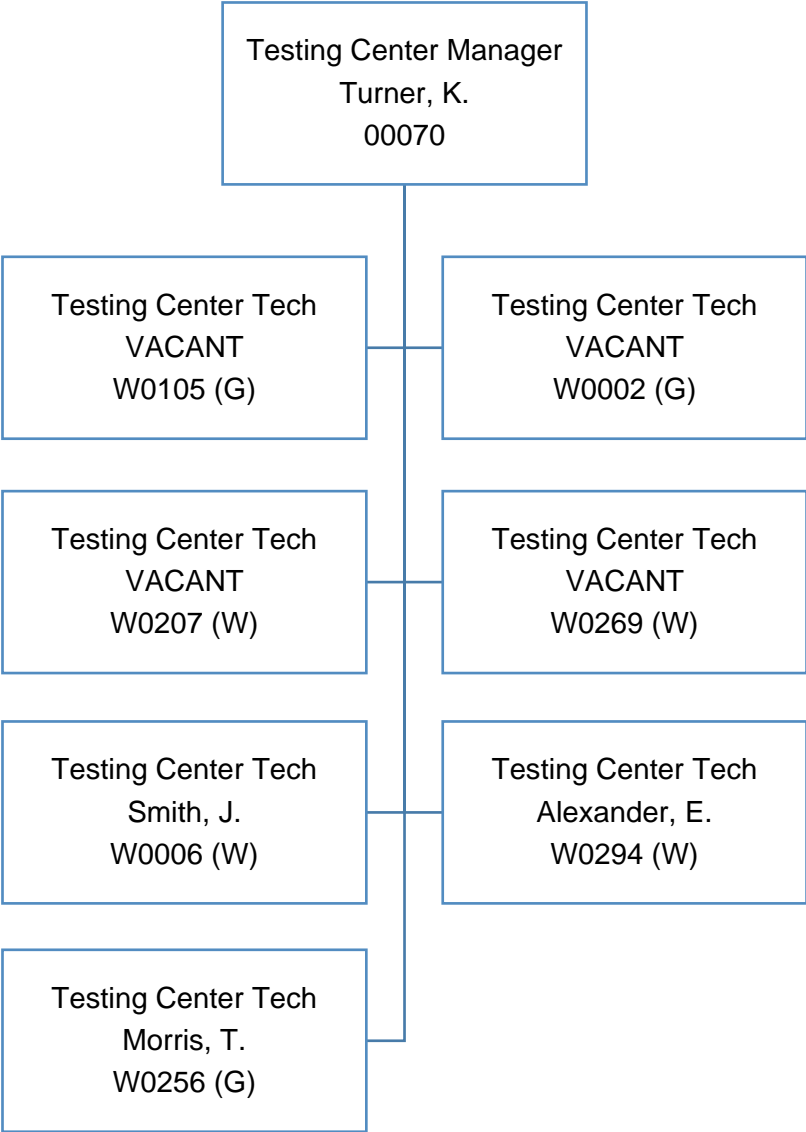 Testing Center Manager
Turner, K.
00070
Testing Center Tech
VACANT
W0105 (G)
Testing Center Tech
VACANT
W0002 (G)
Testing Center Tech
VACANT
W0207 (W)
Testing Center Tech
VACANT
W0269 (W)
Testing Center Tech
Smith, J.
W0006 (W)
Testing Center Tech
Alexander, E.
W0294 (W)
Testing Center Tech
Morris, T.
W0256 (G)